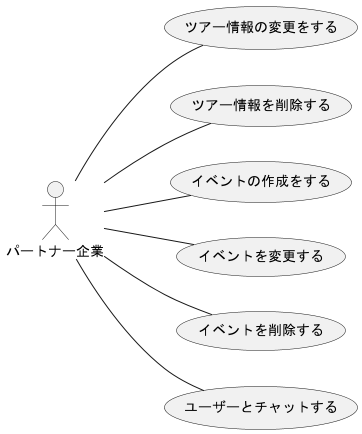 ツアー情報の変更をする
ツアー情報を削除する
イベントの作成をする
パートナー企業
イベントを変更する
イベントを削除する
ユーザーとチャットする